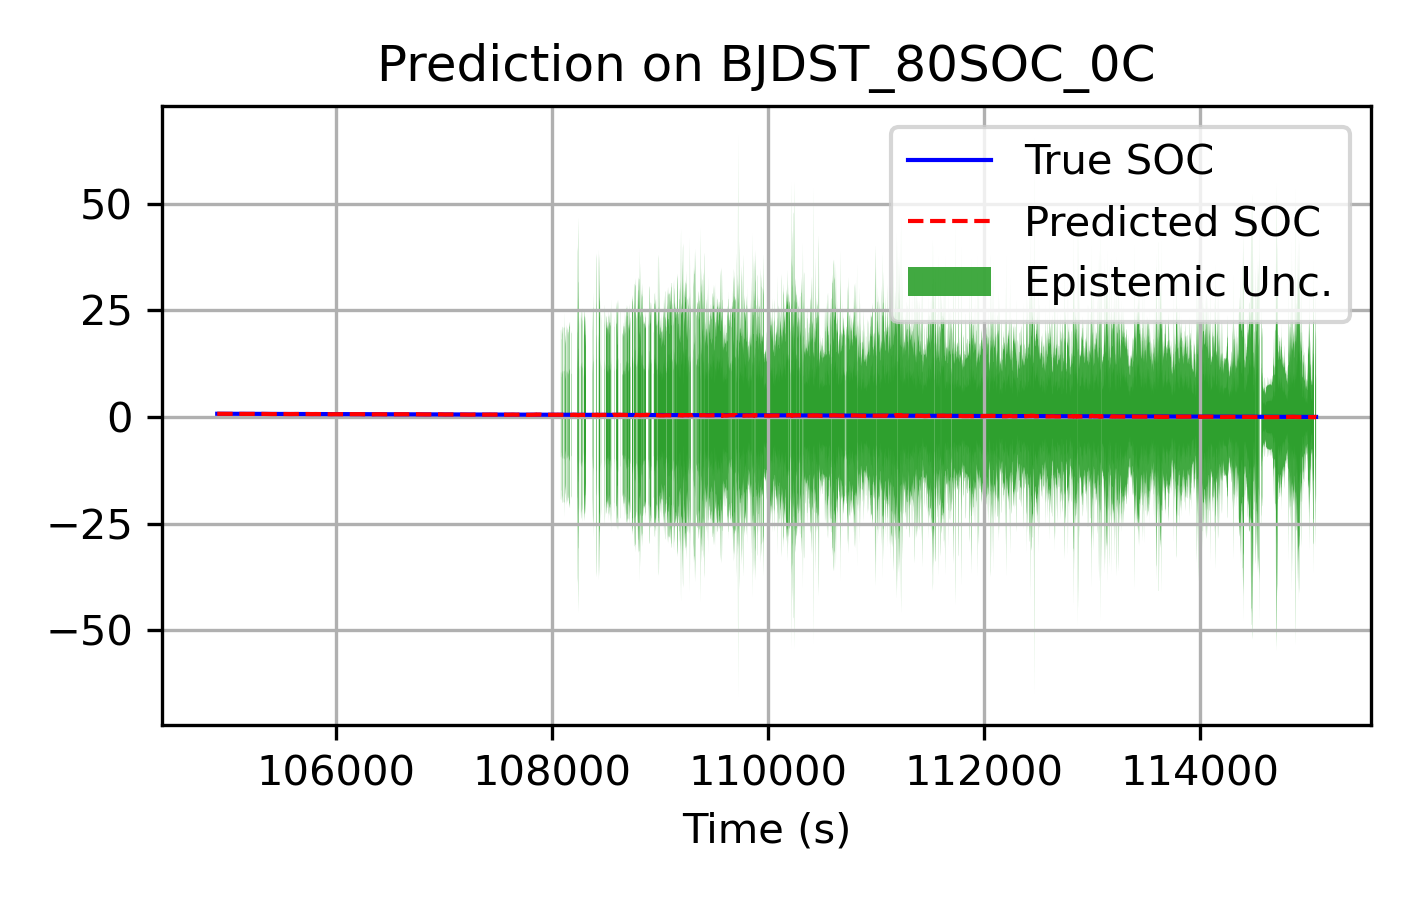 Prediction on BJDST_80SOC_0C
True SOC
Predicted SOC
Epistemic Unc.
50
25
0
−25
−50
106000 108000 110000 112000 114000
Time (s)